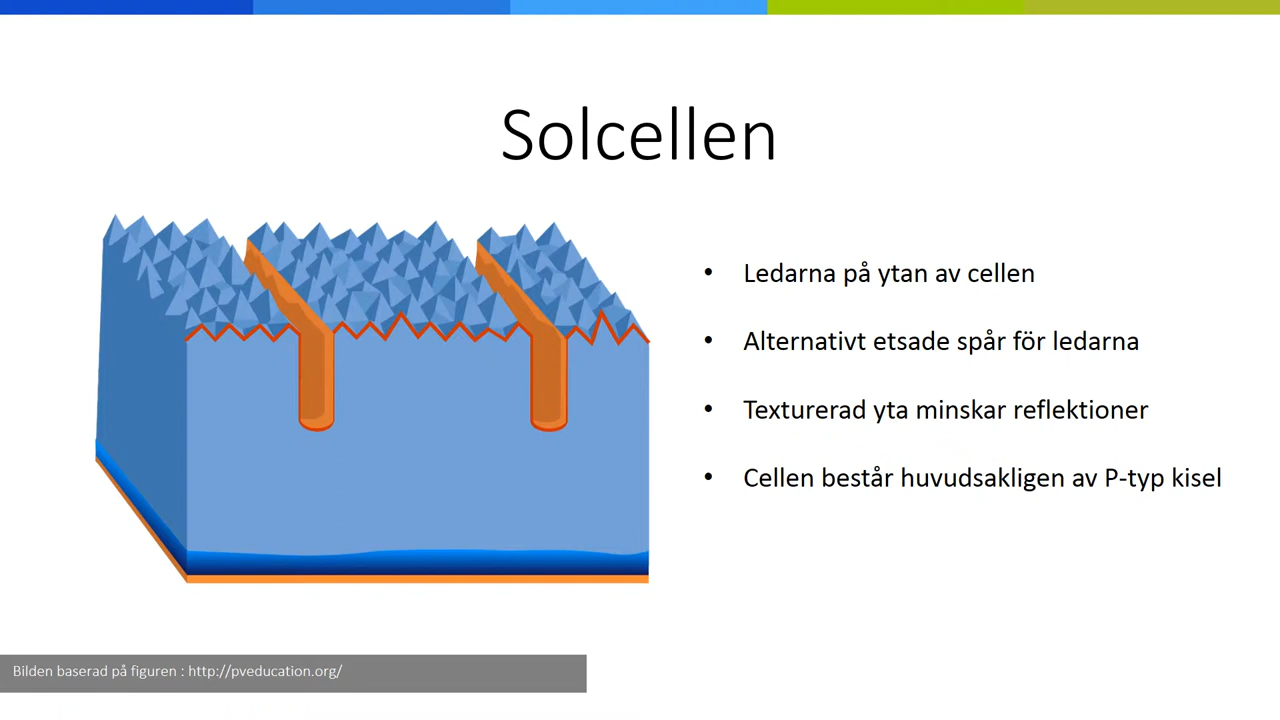 Solcellen
• Ledarna på ytan av cellen
• Alternativt etsade spår för ledarna
• Texturerad yta minskar reflektioner
• Cellen består huvudsakligen av P-typ kisel
Bilden baserad på figuren : http://pveducation.org/